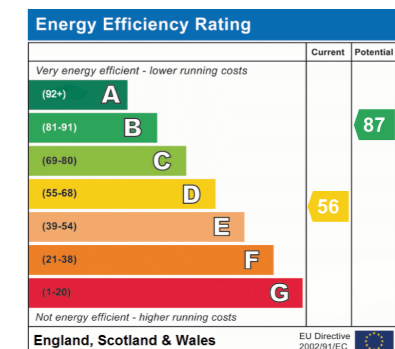 Energy Efficiency Rating
Current Potential
Very energy efficient - lower running costs
(92+) A
(81-91) B 87
(69-80) C
(55-68) D 56
(39-54) E
(21-38) F
(1-20) G
Not energy efficient - higher running costs
England, Scotland & Wales EU Directive
2002/91/EC